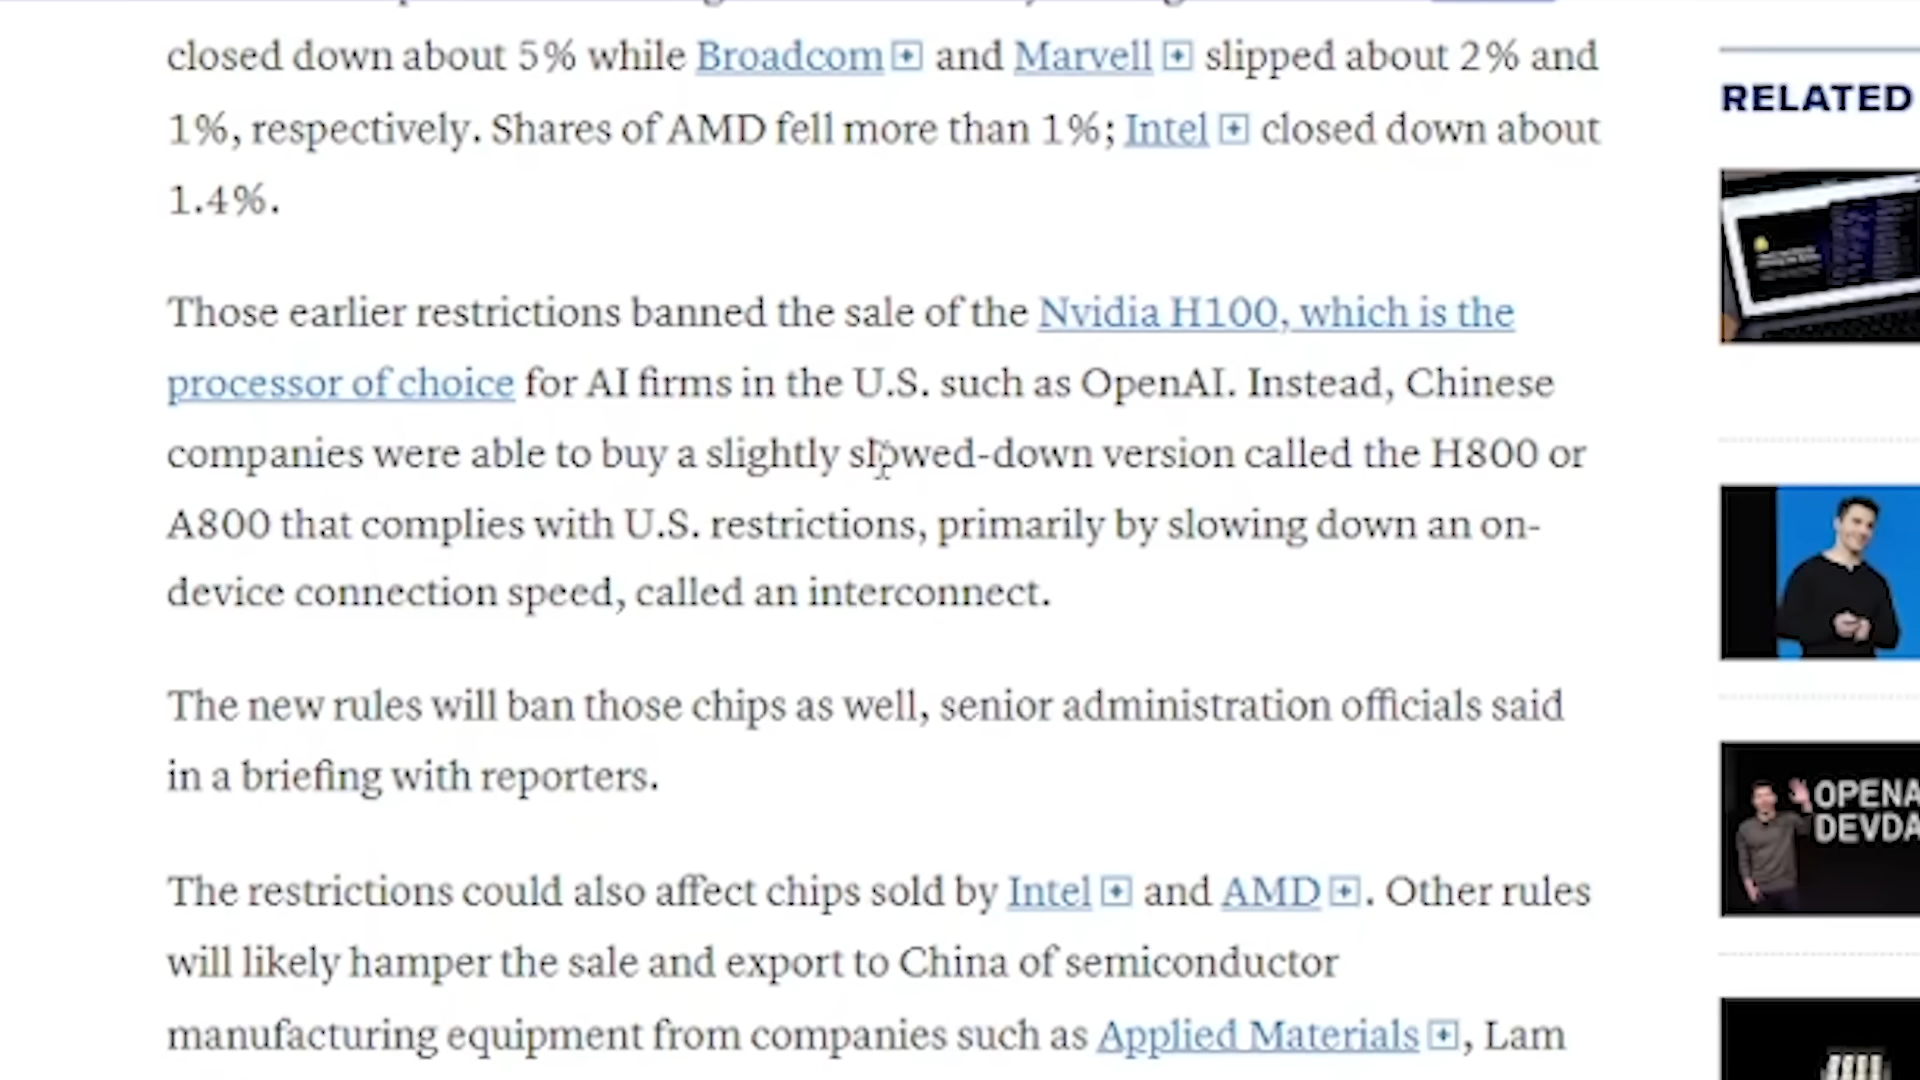 closed down about 5% while Broadcom and Marvell slipped about 2% and
1%, respectively. Shares of AMD fell more than 1%; Intel closed down about
1.4%.
Those earlier restrictions banned the sale of the Nvidia H100, which is the
processor of choice for AI firms in the U.S. such as OpenAI. Instead, Chinese
companies were able to buy a slightly slowed-down version called the H800 or
A800 that complies with U.S. restrictions, primarily by slowing down an on-
device connection speed, called an interconnect.
The new rules will ban those chips as well, senior administration officials said
in a briefing with reporters.
The restrictions could also affect chips sold by Intel and AMD. Other rules
will likely hamper the sale and export to China of semiconductor
manufacturing equipment from companies such as Applied Materials, Lam
RELATED
OPENA
DEVDA